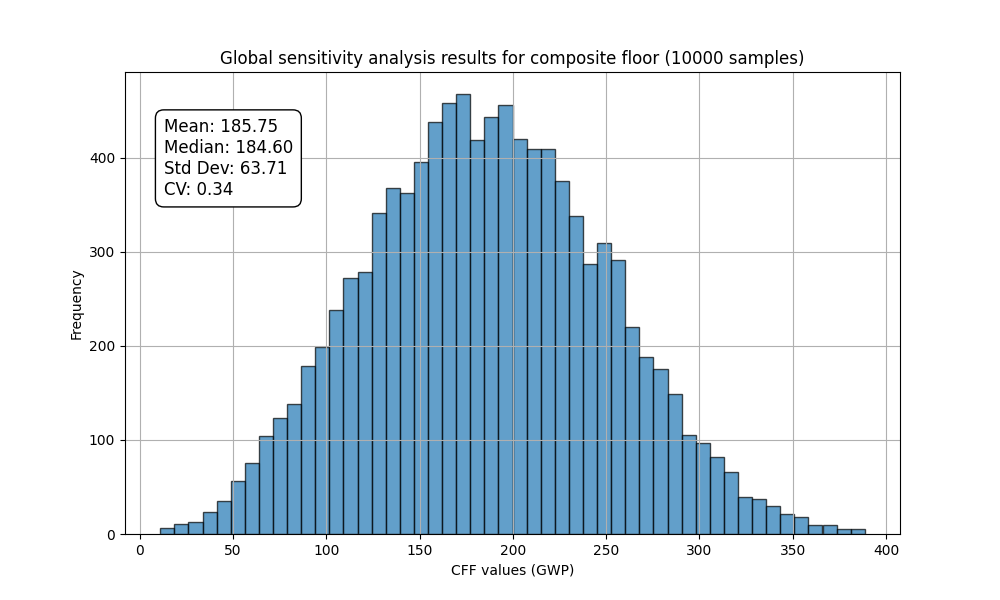 Global sensitivity analysis results for composite floor (10000 samples)
Mean: 185.75
Median: 184.60
Std Dev: 63.71
CV: 0.34
Frequency
400
300
200
100
0
0 50 100 150 200 250 300 350 400
CFF values (GWP)